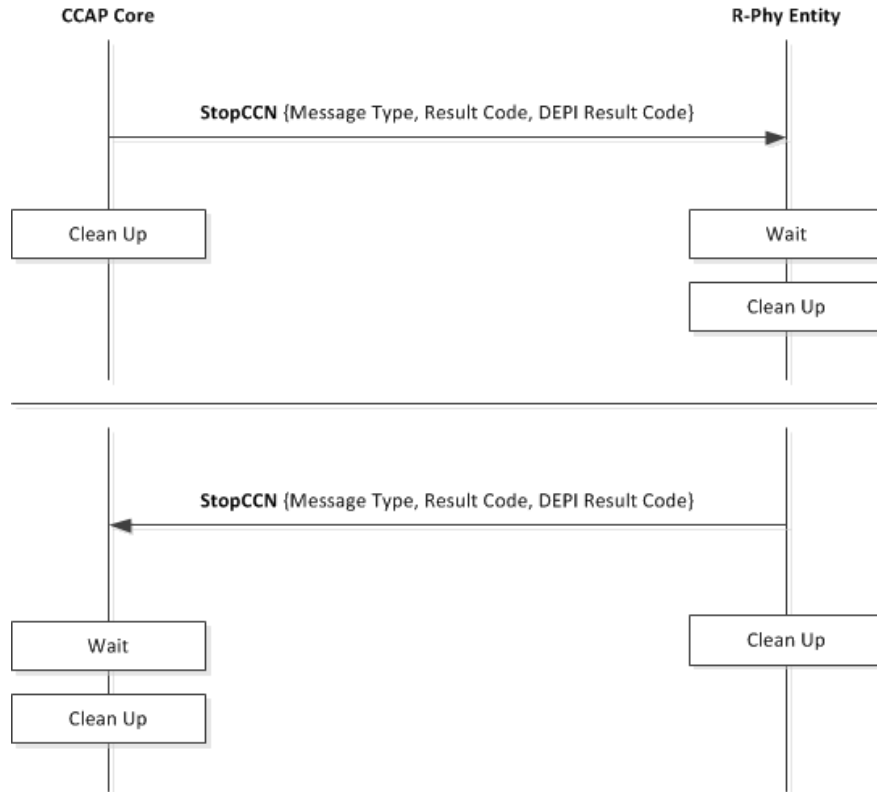 CCAP Core
R-Phy Entity
StopCCN {Message Type, Result Code, DEPI Result Code}
Clean Up
Wait
Clean Up
StopCCN {Message Type, Result Code, DEPI Result Code}
Wait
Clean Up
Clean Up